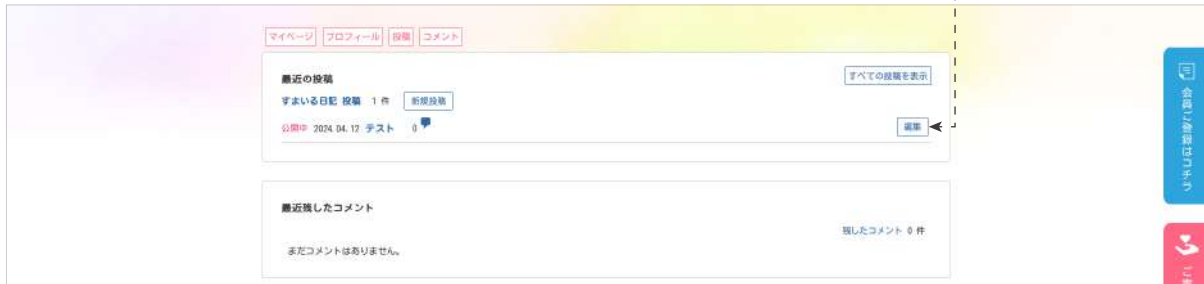 マイページ プロフィール 投稿 コメント
最近の投稿 すべての投稿を表示
すまいる日記 投稿 1 件 新規投稿
公開中 2024.04.12 テスト 0 編集
最近残したコメント
残したコメント 0 件
まだコメントはありません。
会員ご登録はコチラ